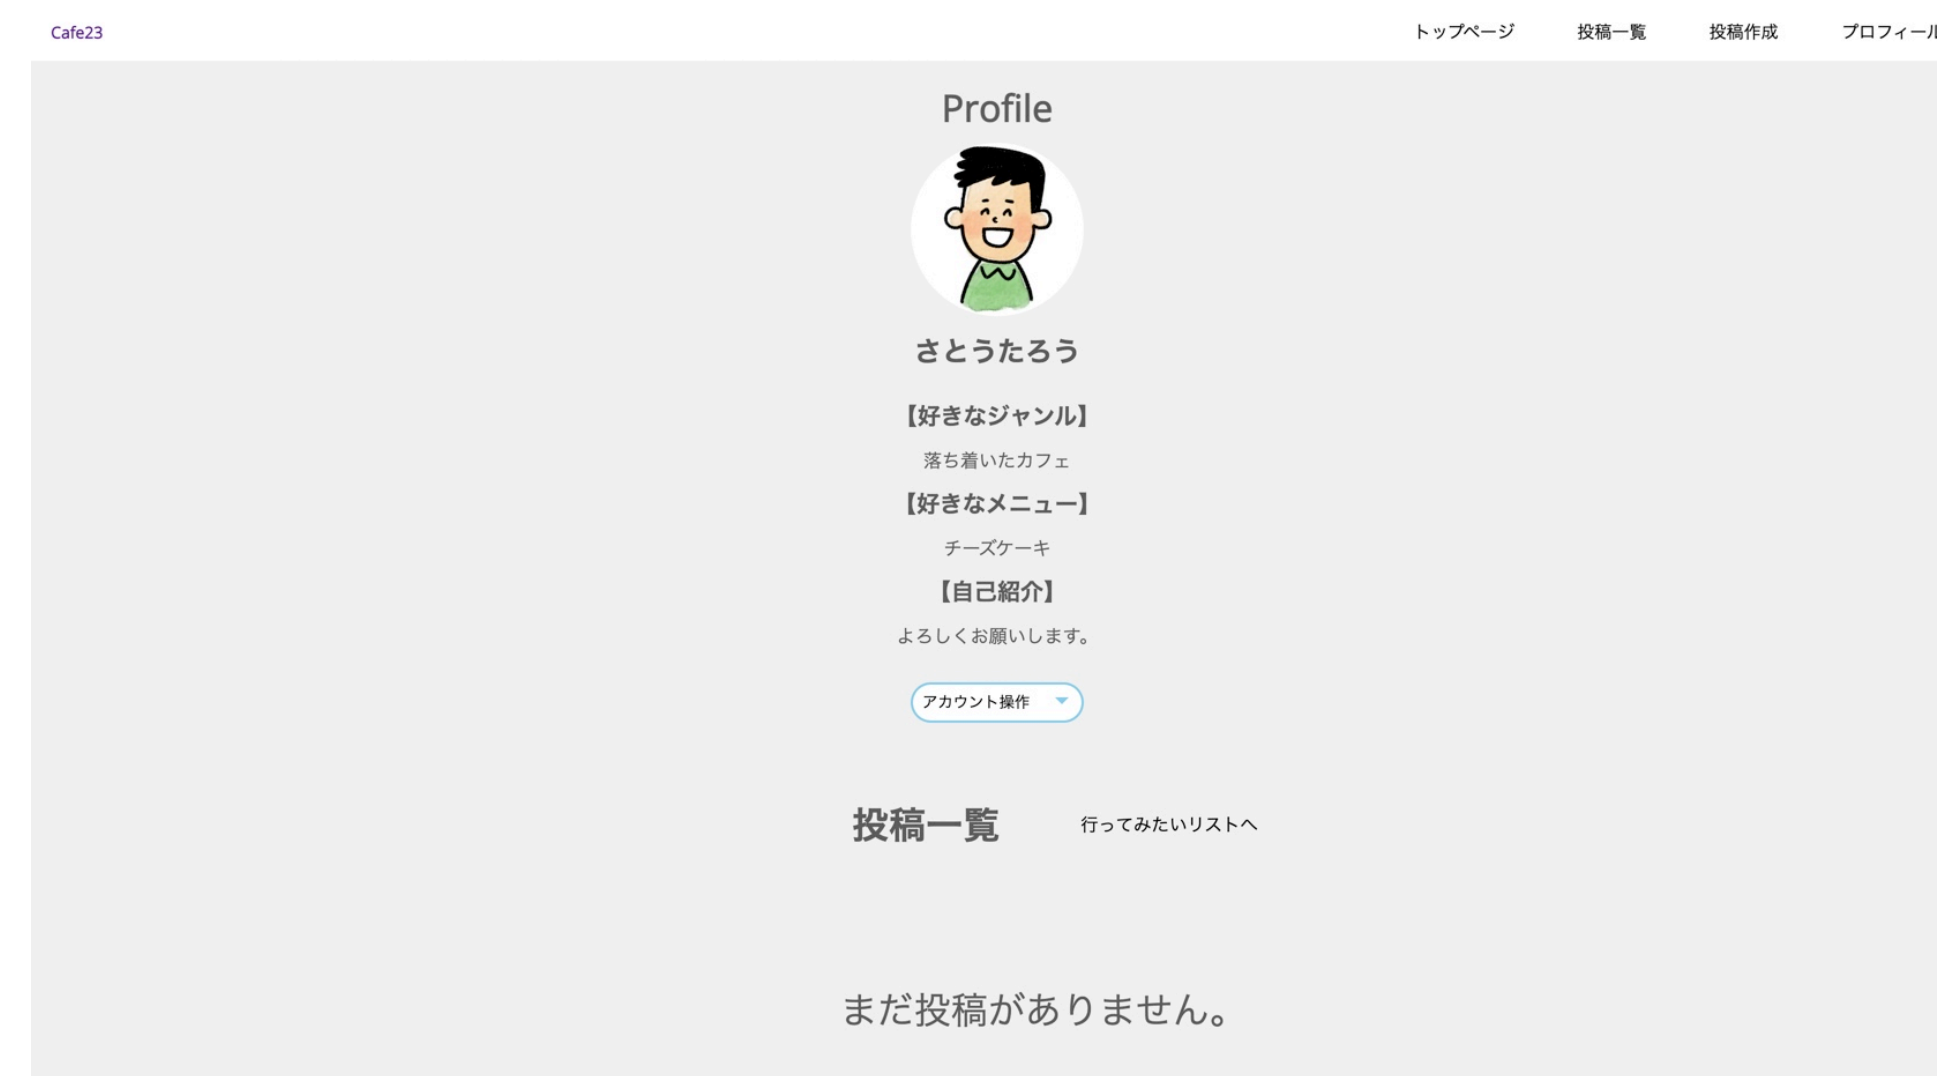 Cafe23 トップページ 投稿一覧 投稿作成 プロフィール
Profile
さとうたろう
【好きなジャンル】
落ち着いたカフェ
【好きなメニュー】
チーズケーキ
【自己紹介】
よろしくお願いします。
アカウント操作
投稿一覧 行ってみたいリストへ
まだ投稿がありません。